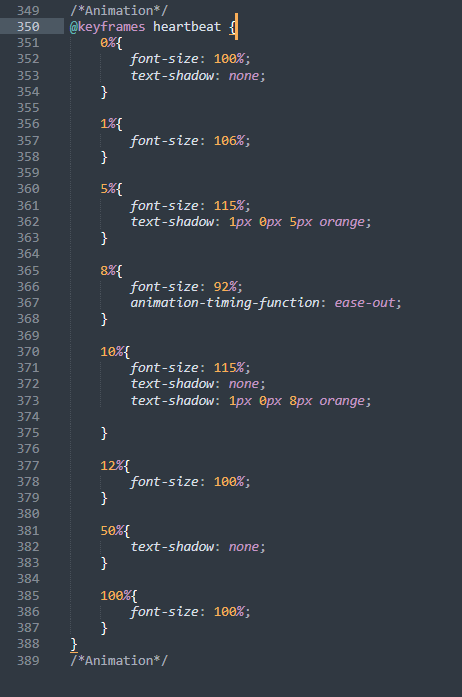 349 /*Animation*/
350 @keyframes heartbeat {
351 0%{
352 font-size: 100%;
353 text-shadow: none;
354 }
355
356 1%{
357 font-size: 106%;
358 }
359
360 5%{
361 font-size: 115%;
362 text-shadow: 1px 0px 5px orange;
363 }
364
365 8%{
366 font-size: 92%;
367 animation-timing-function: ease-out;
368 }
369
370 10%{
371 font-size: 115%;
372 text-shadow: none;
373 text-shadow: 1px 0px 8px orange;
374
375 }
376
377 12%{
378 font-size: 100%;
379 }
380
381 50%{
382 text-shadow: none;
383 }
384
385 100%{
386 font-size: 100%;
387 }
388 }
389 /*Animation*/